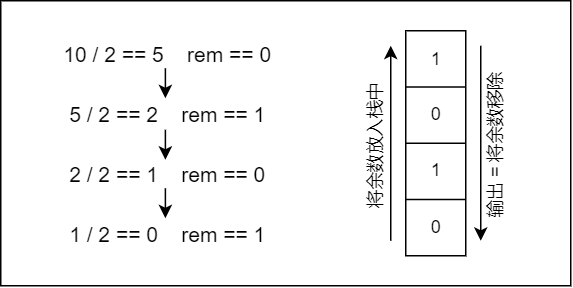 10 / 2 == 5 rem == 0
5 / 2 == 2 rem == 1
2 / 2 == 1 rem == 0
1 / 2 == 0 rem == 1
将余数放入栈中
1
0
1
0
输出 = 将余数移除